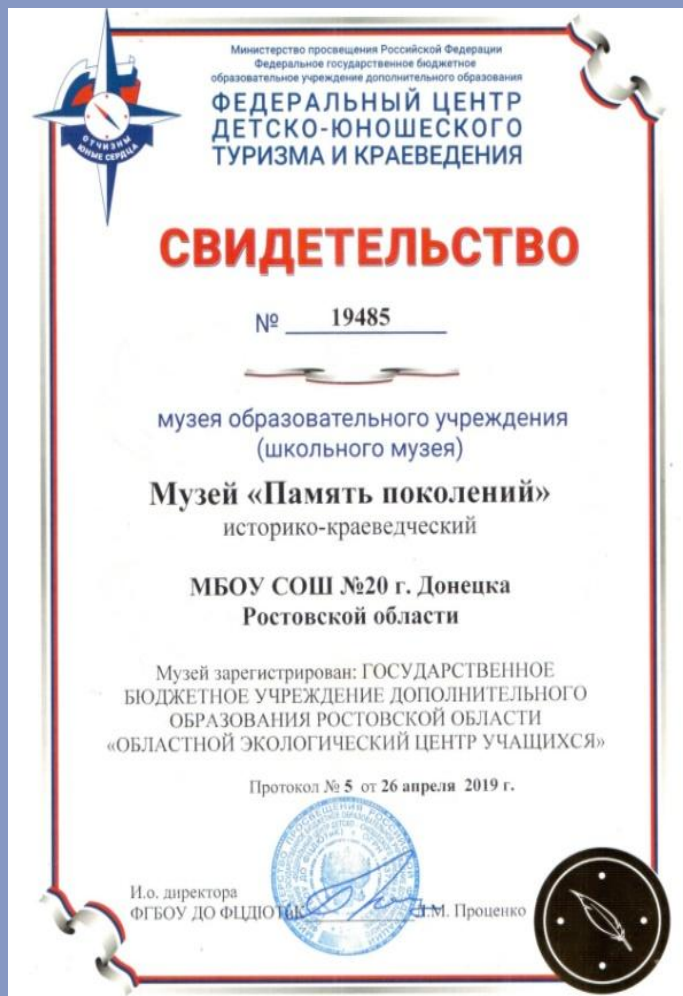 Министерство просвещения Российской Федерации
Федеральное государственное бюджетное
образовательное учреждение дополнительного образования
ФЕДЕРАЛЬНЫЙ ЦЕНТР
ДЕТСКО-ЮНОШЕСКОГО
ТУРИЗМА И КРАЕВЕДЕНИЯ
ОТЧИЗНЫ
ЮНЫЕ СЕРДЦА
СВИДЕТЕЛЬСТВО
№ 19485
музея образовательного учреждения
(школьного музея)
Музей «Память поколений»
историко-краеведческий
МБОУ СОШ №20 г. Донецка
Ростовской области
Музей зарегистрирован: ГОСУДАРСТВЕННОЕ
БЮДЖЕТНОЕ УЧРЕЖДЕНИЕ ДОПОЛНИТЕЛЬНОГО
ОБРАЗОВАНИЯ РОСТОВСКОЙ ОБЛАСТИ
«ОБЛАСТНОЙ ЭКОЛОГИЧЕСКИЙ ЦЕНТР УЧАЩИХСЯ»
Протокол № 5 от 26 апреля 2019 г.
И.о. директора
ФГБОУ ДО ФЦДЮТиК
Проценко